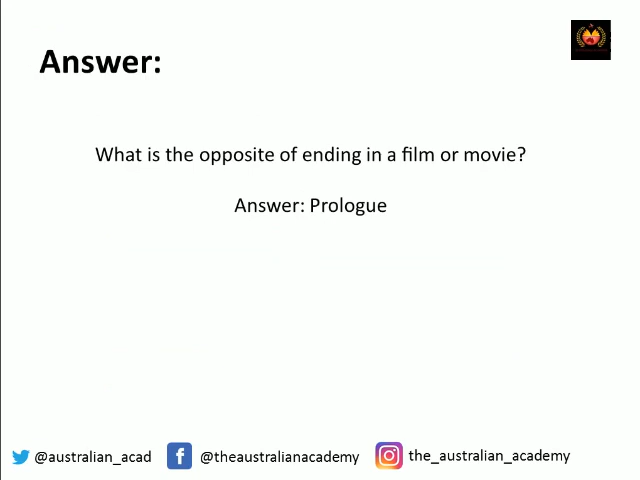 Answer:
What is the opposite of ending in a film or movie?
Answer: Prologue
@australian_acad @theaustralianacademy the_australian_academy